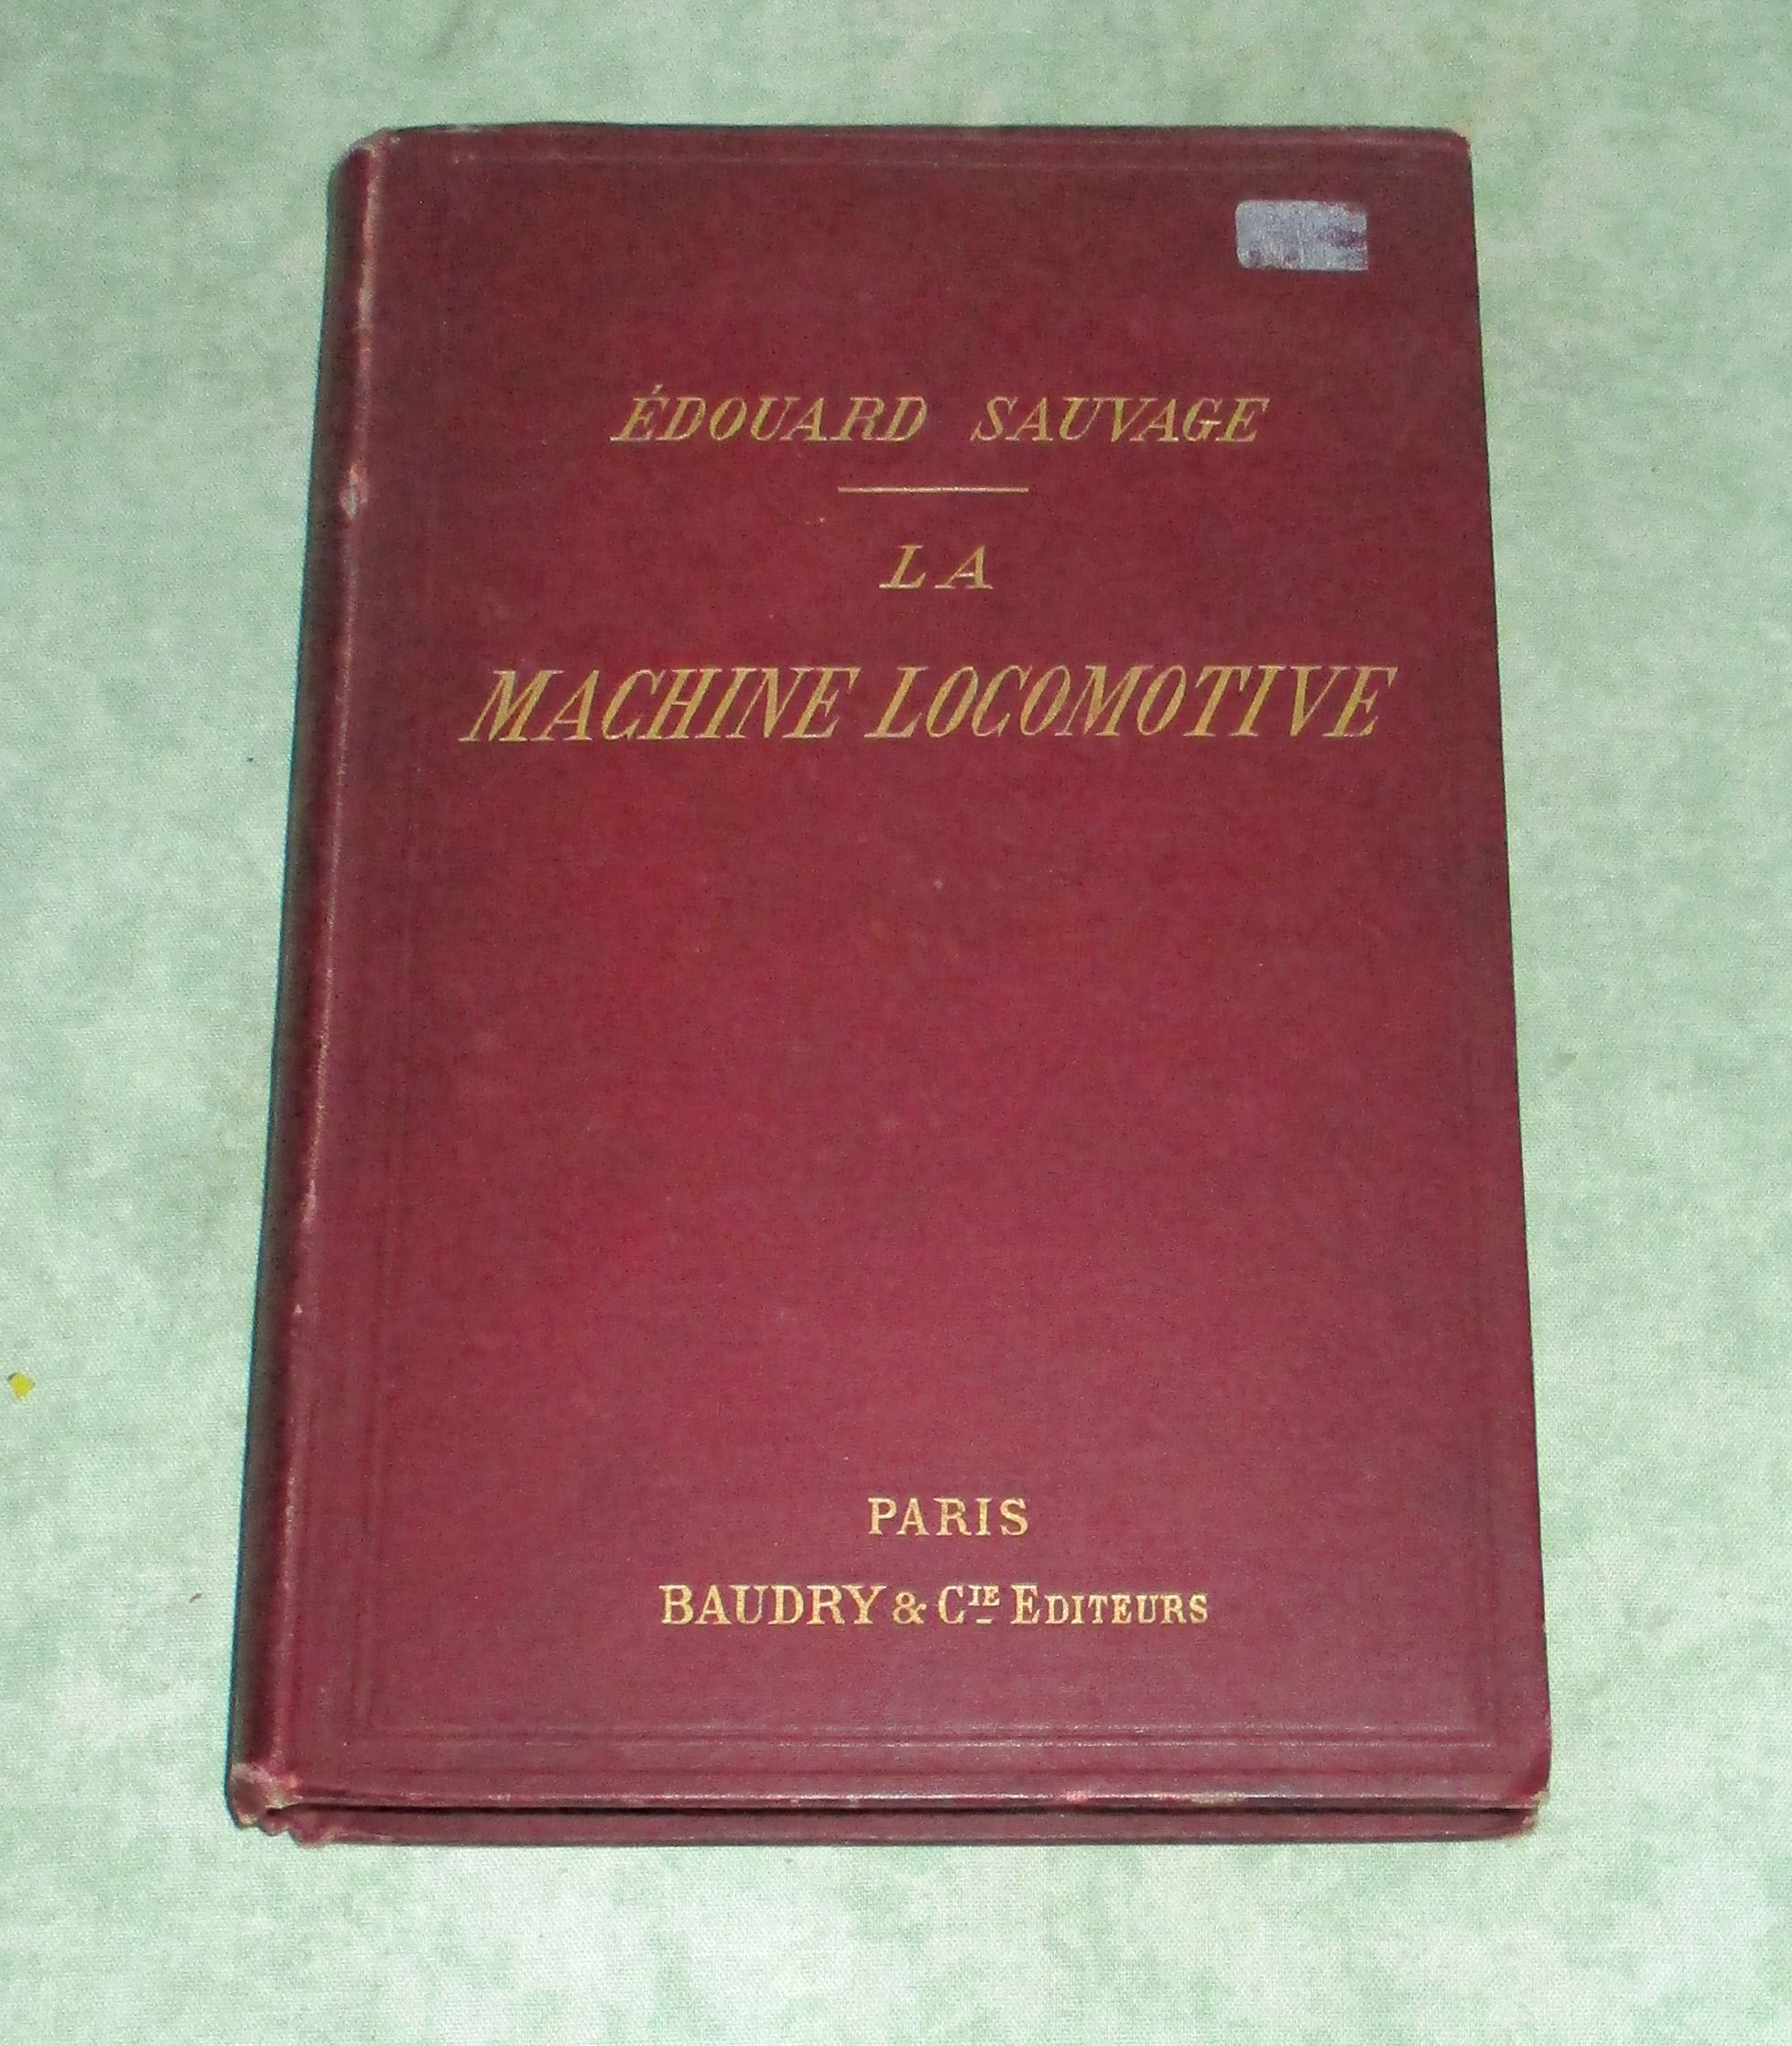 ÉDOUARD SAUVAGE
LA
MACHINE LOCOMOTIVE
PARIS
BAUDRY & CIE EDITEURS